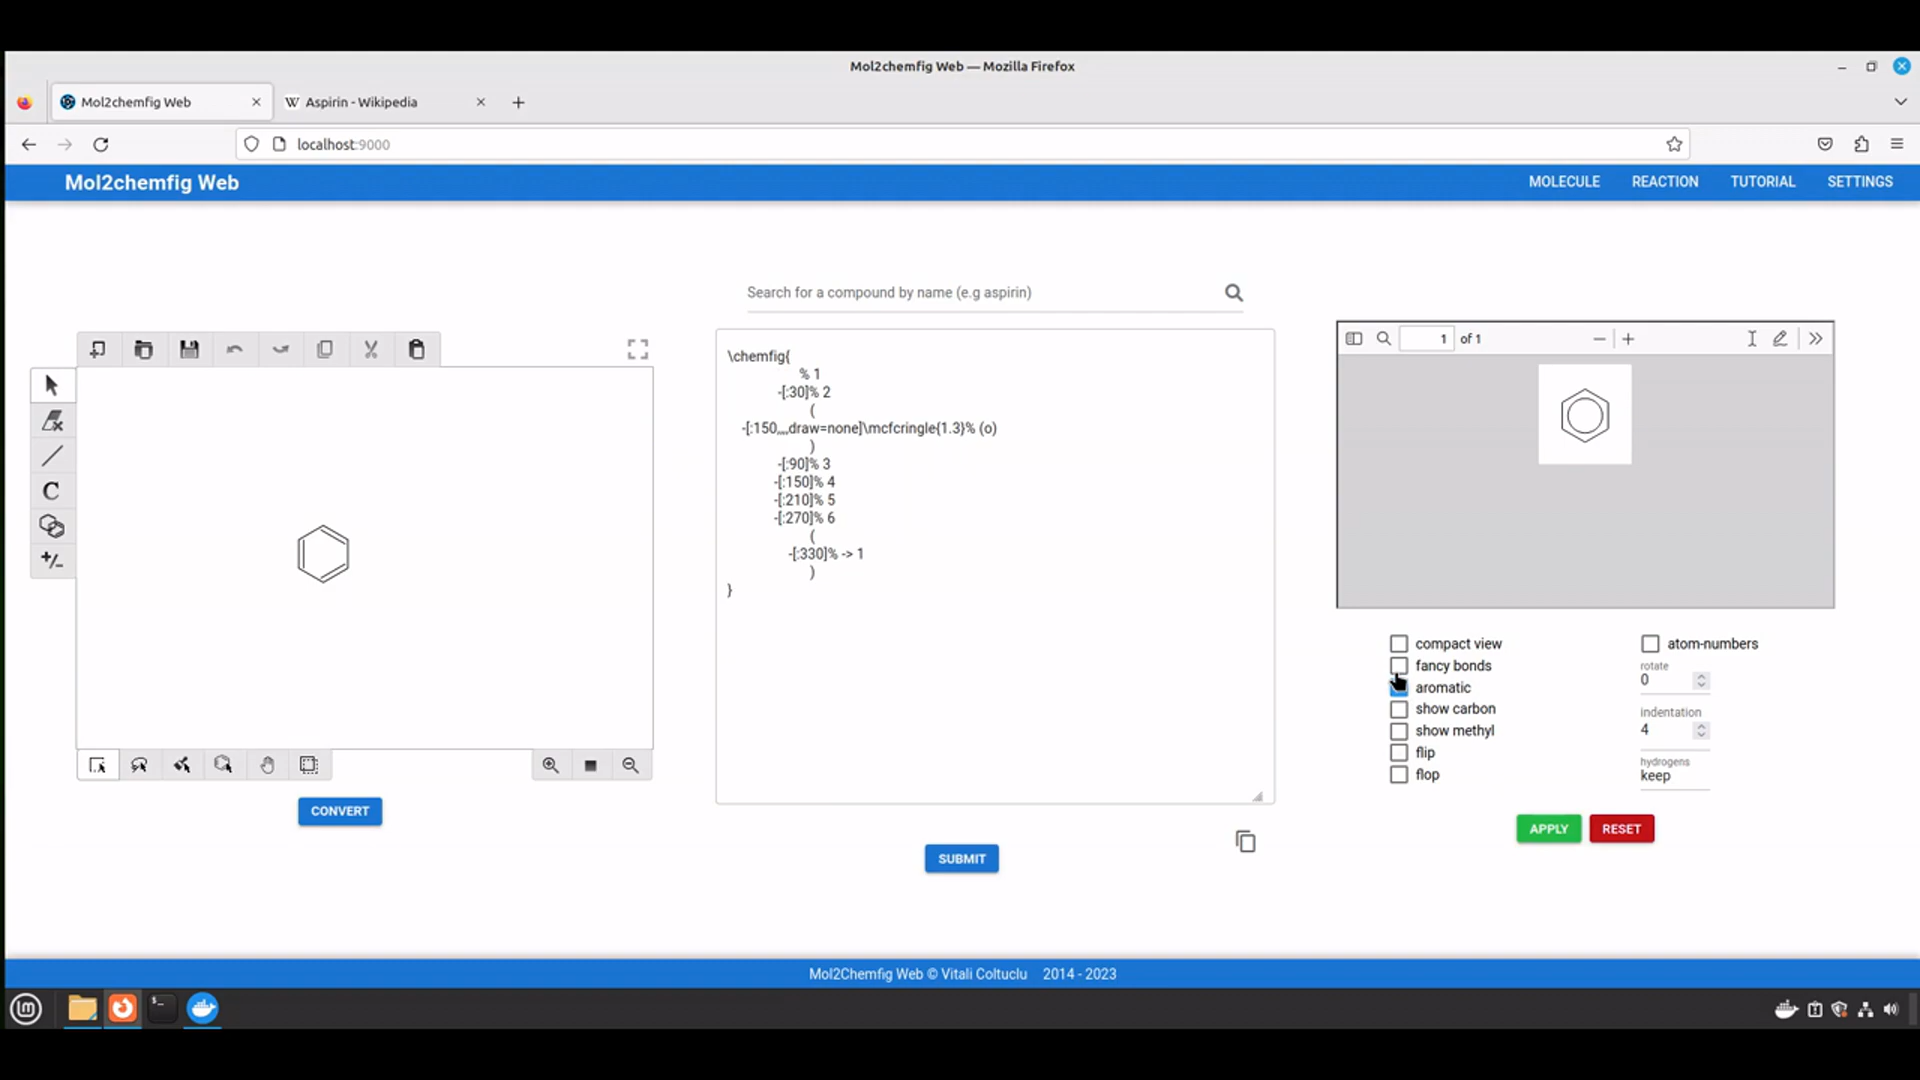 Mol2chemfig Web — Mozilla Firefox
Mol2chemfig Web
W Aspirin - Wikipedia
localhost:9000
Mol2chemfig Web
MOLECULE REACTION TUTORIAL SETTINGS
Search for a compound by name (e.g aspirin)
1 of 1
C
+/-
\chemfig{
% 1
-[:30]% 2
(
-[:150,,,,draw=none]\mcfcringle{1.3}% (o)
)
-[:90]% 3
-[:150]% 4
-[:210]% 5
-[:270]% 6
(
-[:330]% -> 1
)
}
compact view
fancy bonds
aromatic
show carbon
show methyl
flip
flop
atom-numbers
rotate
0
indentation
4
hydrogens
keep
CONVERT
SUBMIT
APPLY RESET
Mol2Chemfig Web © Vitali Coltuclu 2014 - 2023